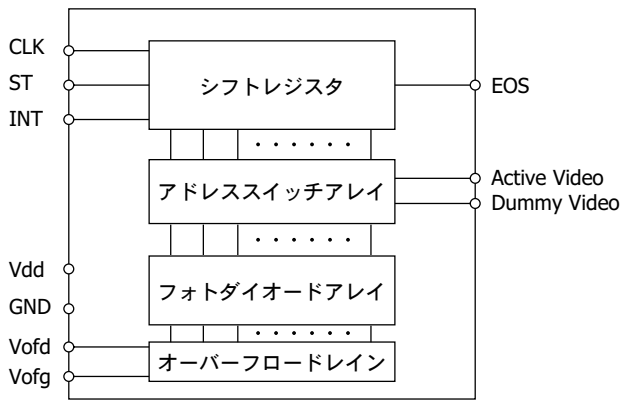 CLK
ST
INT
シフトレジスタ
EOS
アドレススイッチアレイ
Active Video
Dummy Video
Vdd
GND
フォトダイオードアレイ
Vofd
Vofg
オーバーフロードレイン